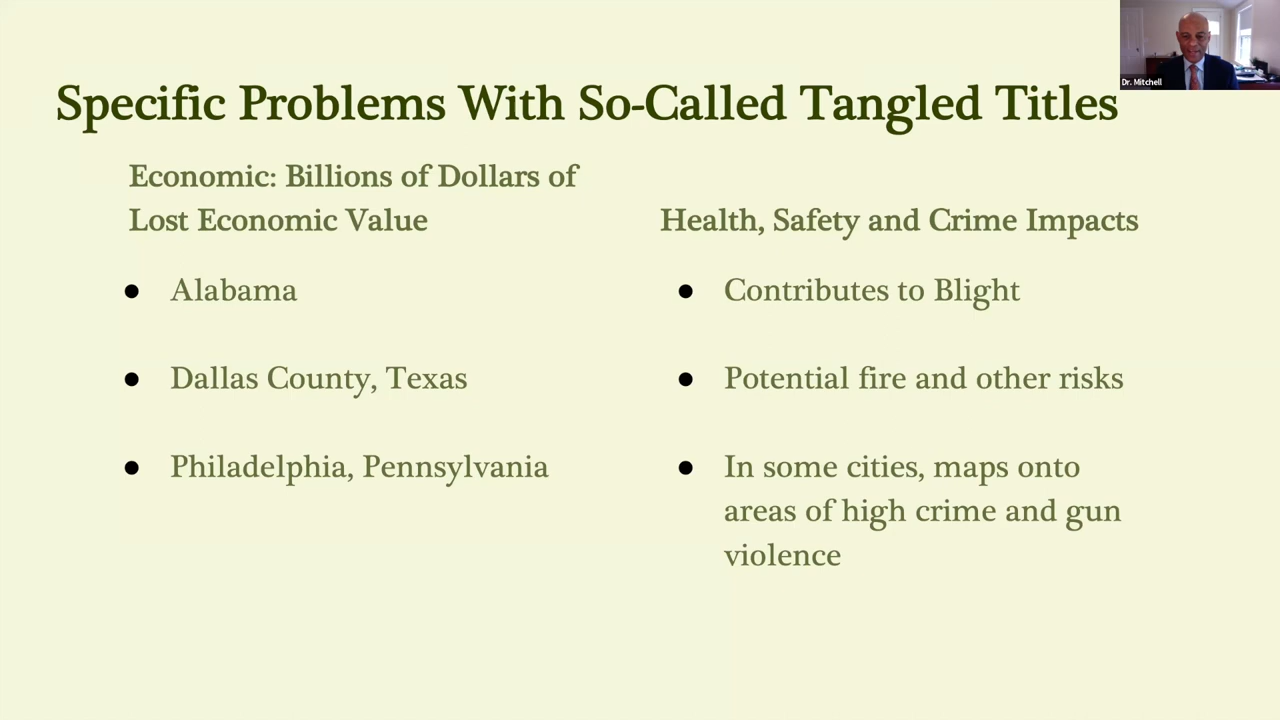 Dr. Mitchell
Specific Problems With So-Called Tangled Titles
Economic: Billions of Dollars of
Lost Economic Value
● Alabama
● Dallas County, Texas
● Philadelphia, Pennsylvania
Health, Safety and Crime Impacts
● Contributes to Blight
● Potential fire and other risks
● In some cities, maps onto
areas of high crime and gun
violence